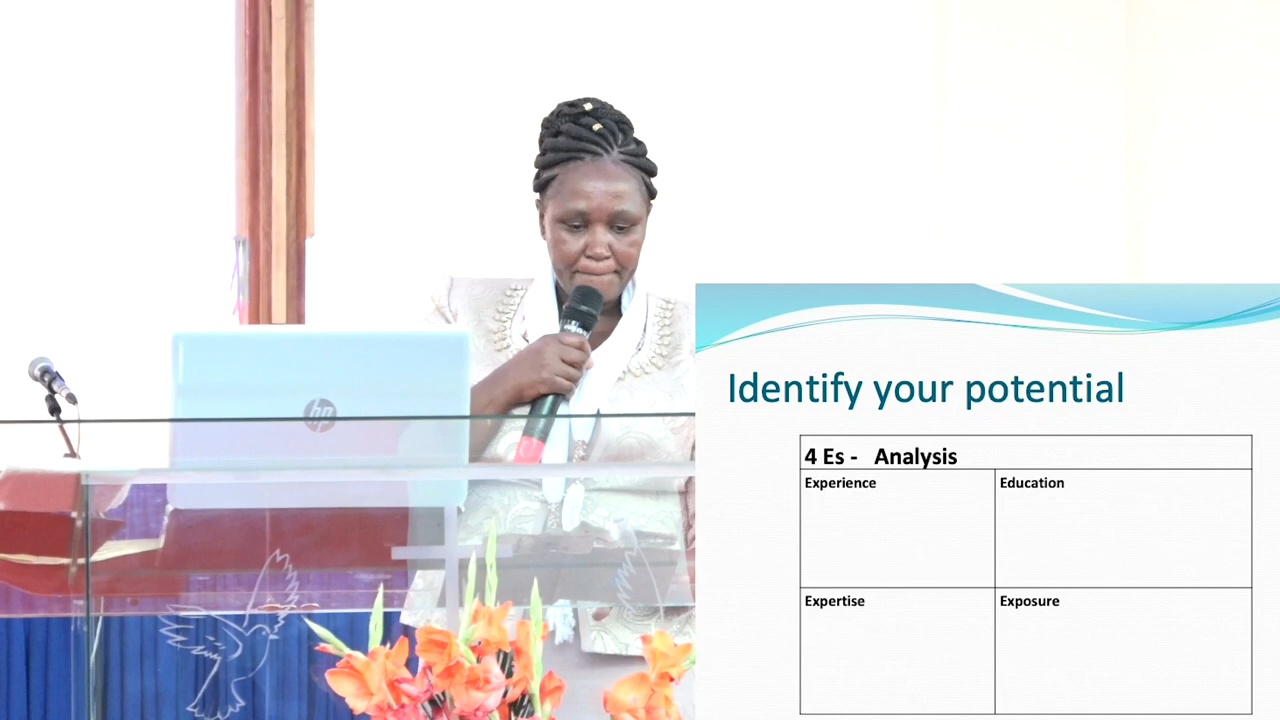 hp
Identify your potential
4 Es - Analysis
Experience
Education
Expertise
Exposure